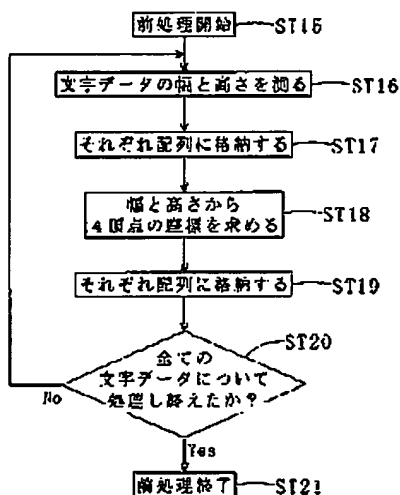 前処理開始
ST15
文字データの幅と高さを測る
ST16
それぞれ配列に格納する
ST17
幅と高さから
4頂点の座標を求める
ST18
それぞれ配列に格納する
ST19
ST20
全ての
文字データについて
処理し終えたか？
No
Yes
前処理終了
ST21